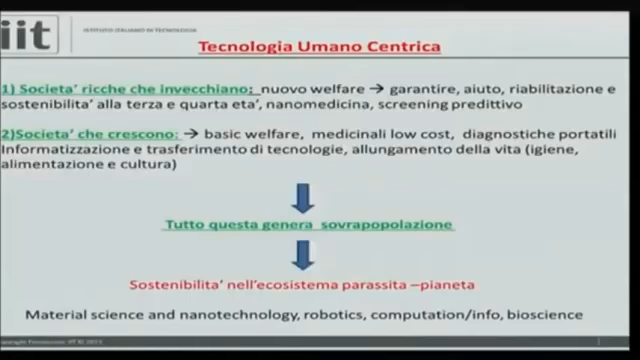 iit
ISTITUTO ITALIANO DI TECNOLOGIA
Tecnologia Umano Centrica
1) Societa' ricche che invecchiano: nuovo welfare → garantire, aiuto, riabilitazione e
sostenibilita' alla terza e quarta eta', nanomedicina, screening predittivo
2)Societa' che crescono: → basic welfare, medicinali low cost, diagnostiche portatili
Informatizzazione e trasferimento di tecnologie, allungamento della vita (igiene,
alimentazione e cultura)
Tutto questa genera sovrapopolazione
Sostenibilita' nell'ecosistema parassita –pianeta
Material science and nanotechnology, robotics, computation/info, bioscience